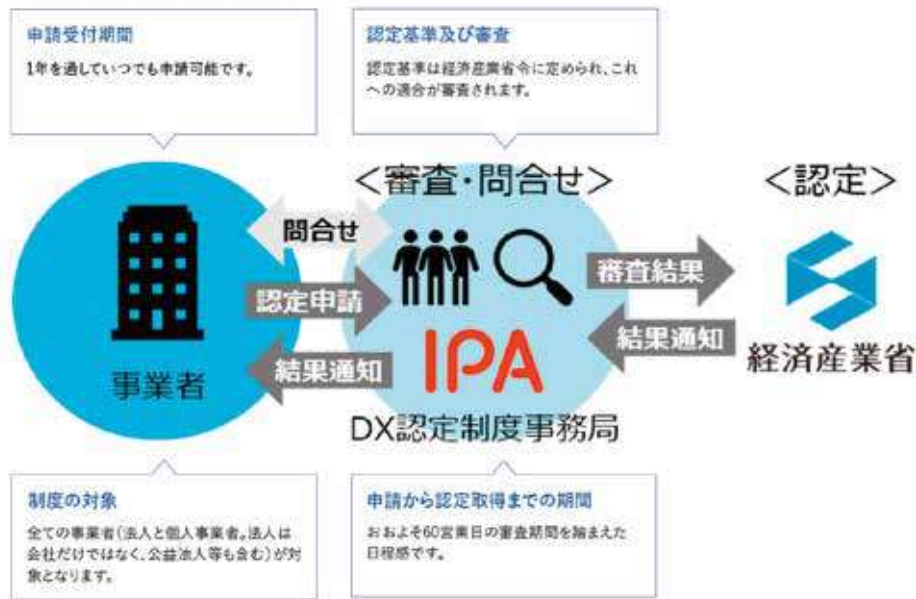 申請受付期間
1年を通していつでも申請可能です。
認定基準及び審査
認定基準は経済産業省令に定められ、これ
への適合が審査されます。
＜審査・問合せ＞
＜認定＞
問合せ
認定申請
結果通知
事業者
IPA
DX認定制度事務局
審査結果
結果通知
経済産業省
制度の対象
全ての事業者(法人と個人事業者。法人は
会社だけではなく、公益法人等も含む)が対
象となります。
申請から認定取得までの期間
おおよそ60営業日の審査期間を踏まえた
日程感です。